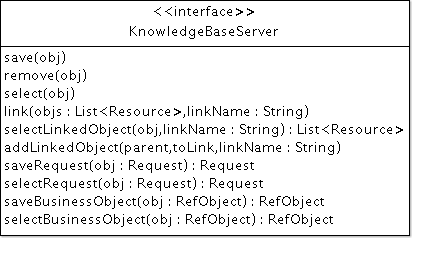 <<interface>>
KnowledgeBaseServer
save(obj)
remove(obj)
select(obj)
link(objs : List<Resource>,linkName : String)
selectLinkedObject(obj,linkName : String) : List<Resource>
addLinkedObject(parent,toLink,linkName : String)
saveRequest(obj : Request) : Request
selectRequest(obj : Request) : Request
saveBusinessObject(obj : RefObject) : RefObject
selectBusinessObject(obj : RefObject) : RefObject